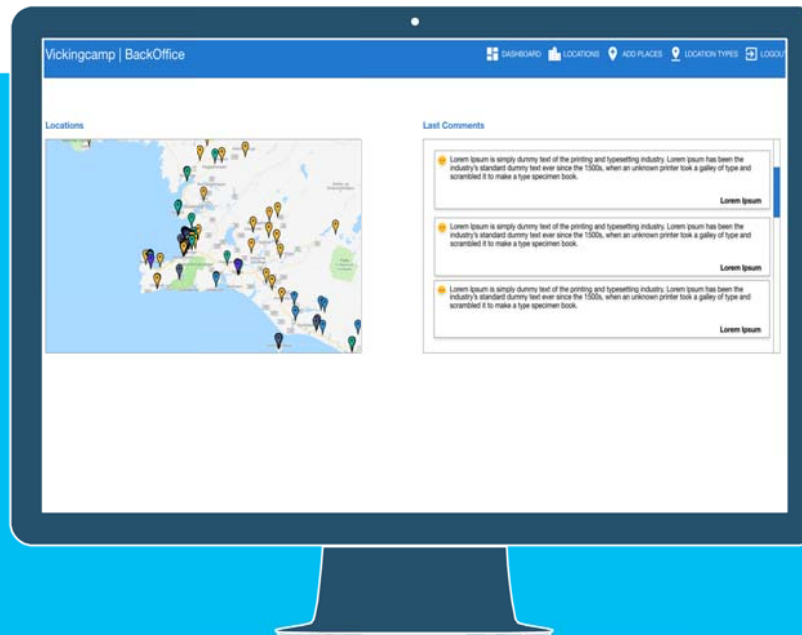 Vickingcamp | BackOffice
DASHBOARD
LOCATIONS
ADD PLACES
LOCATION TYPES
LOGOUT
Locations
Last Comments
Lorem Ipsum is simply dummy text of the printing and typesetting industry. Lorem Ipsum has been the
industry's standard dummy text ever since the 1500s, when an unknown printer took a galley of type and
scrambled it to make a type specimen book.
Lorem Ipsum
Lorem Ipsum is simply dummy text of the printing and typesetting industry. Lorem Ipsum has been the
industry's standard dummy text ever since the 1500s, when an unknown printer took a galley of type and
scrambled it to make a type specimen book.
Lorem Ipsum
Lorem Ipsum is simply dummy text of the printing and typesetting industry. Lorem Ipsum has been the
industry's standard dummy text ever since the 1500s, when an unknown printer took a galley of type and
scrambled it to make a type specimen book.
Lorem Ipsum